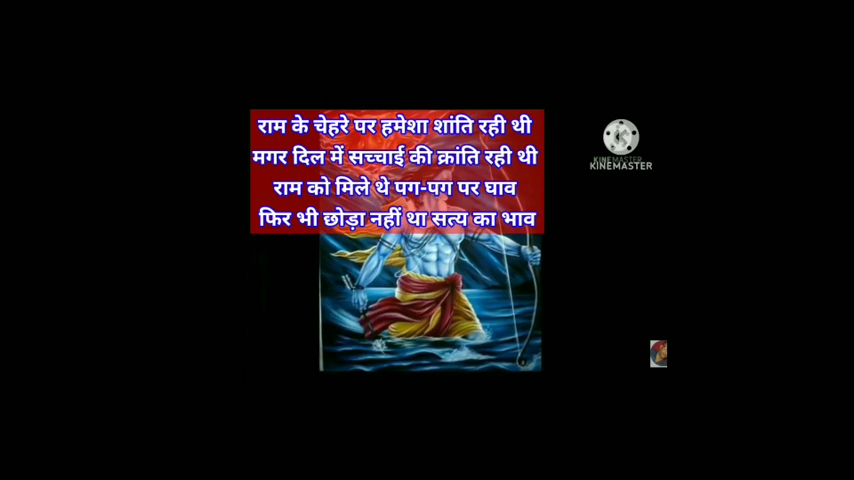 राम के चेहरे पर हमेशा शांति रही थी
मगर दिल में सच्चाई की क्रांति रही थी
राम को मिले थे पग-पग पर घाव
फिर भी छोड़ा नहीं था सत्य का भाव
KINEMASTER
KINEMASTER